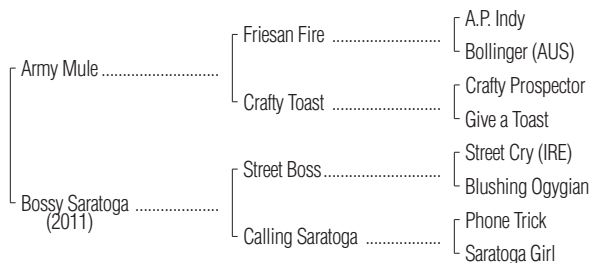 A.P. Indy
Friesan Fire ........................
Bollinger (AUS)
Army Mule ..........................
Crafty Prospector
Crafty Toast ........................
Give a Toast
Street Cry (IRE)
Street Boss..........................
Blushing Ogygian
Bossy Saratoga ...................
(2011)
Phone Trick
Calling Saratoga .................
Saratoga Girl